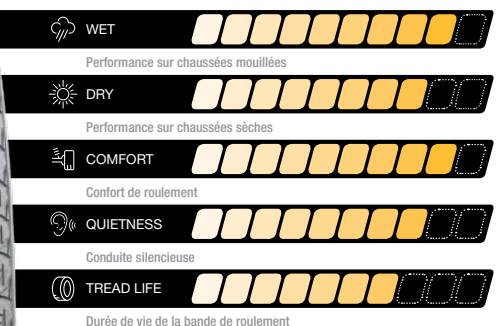 WET
Performance sur chaussées mouillées
DRY
Performance sur chaussées sèches
COMFORT
Confort de roulement
QUIETNESS
Conduite silencieuse
TREAD LIFE
Durée de vie de la bande de roulement